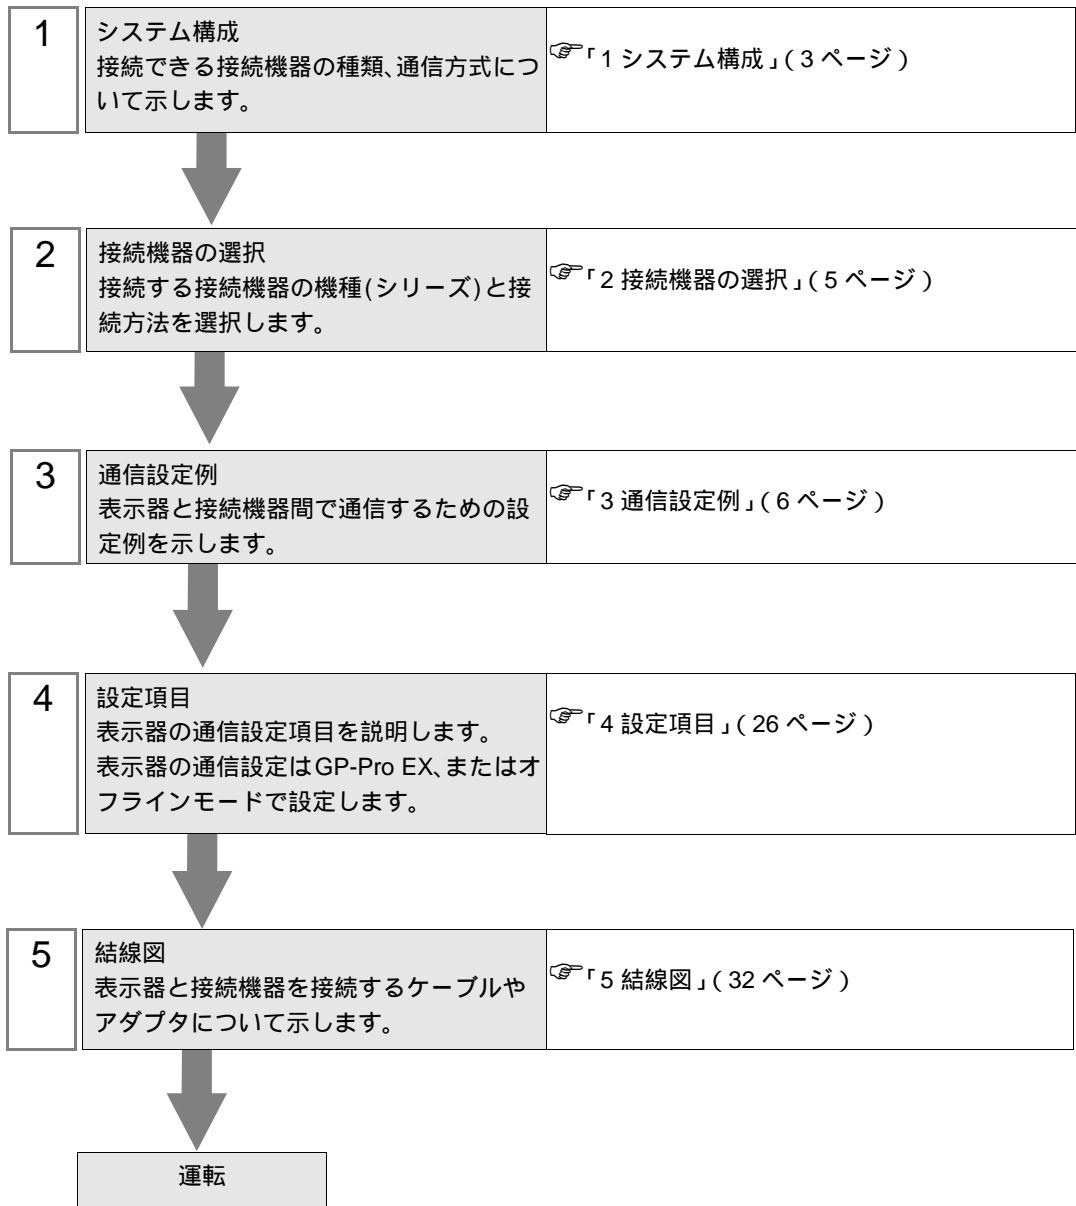 1
システム構成
接続できる接続機器の種類、通信方式につ
いて示します。
☞「1 システム構成」(3 ページ)
2
接続機器の選択
接続する接続機器の機種(シリーズ)と接
続方法を選択します。
☞「2 接続機器の選択」(5 ページ)
3
通信設定例
表示器と接続機器間で通信するための設
定例を示します。
☞「3 通信設定例」(6 ページ)
4
設定項目
表示器の通信設定項目を説明します。
表示器の通信設定はGP-Pro EX、またはオ
フラインモードで設定します。
☞「4 設定項目」(26 ページ)
5
結線図
表示器と接続機器を接続するケーブルや
アダプタについて示します。
☞「5 結線図」(32 ページ)
運転